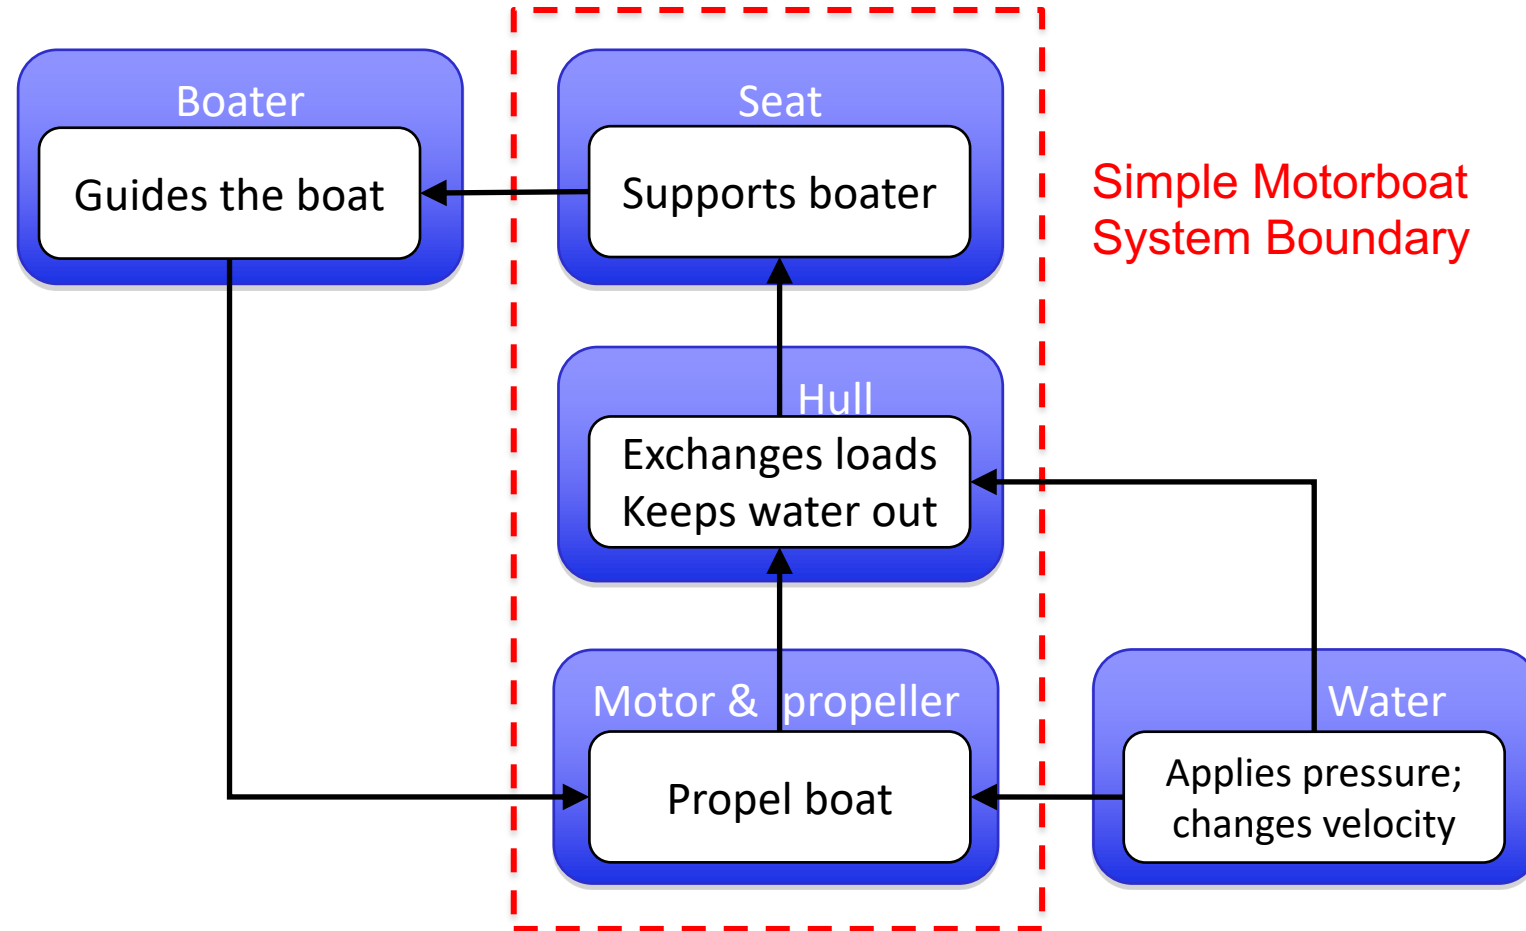 Boater
Guides the boat
Seat
Supports boater
Simple Motorboat
System Boundary
Hull
Exchanges loads
Keeps water out
Motor & propeller
Propel boat
Water
Applies pressure;
changes velocity